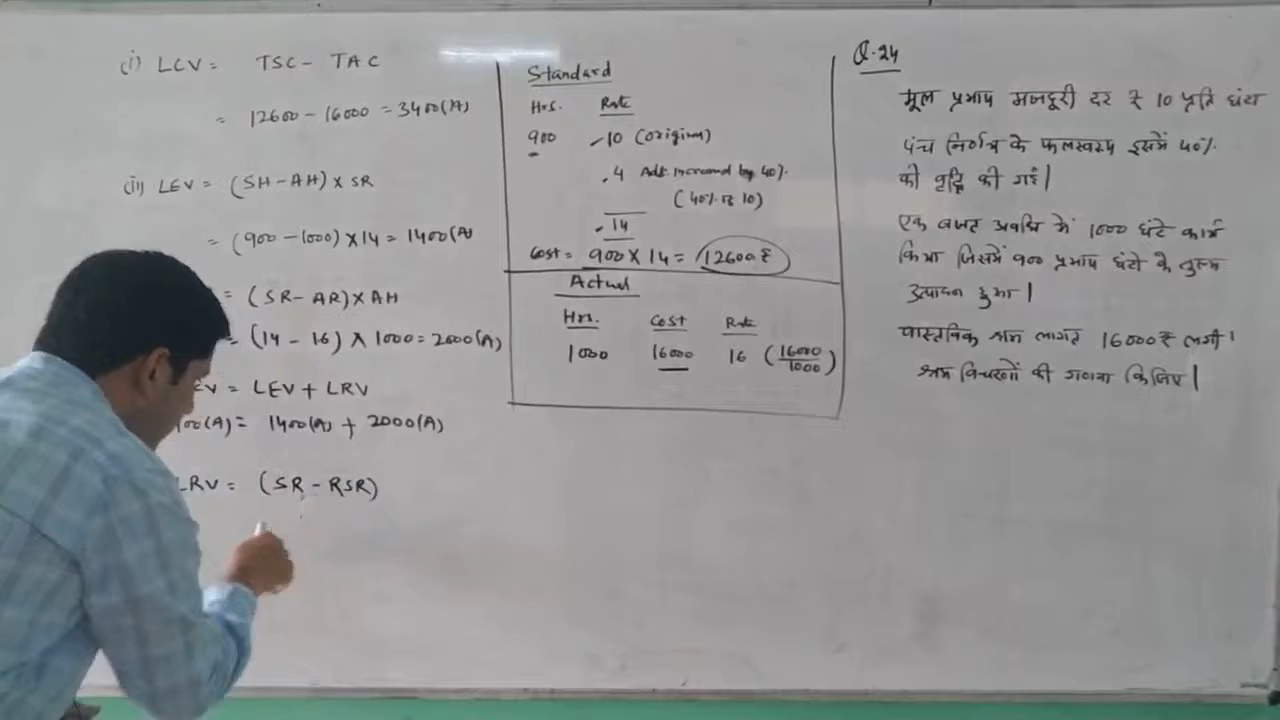 (i) LCV = TSC - TAC
= 12600 - 16000 = 3400(A)
(ii) LEV = (SH-AH) × SR
= (900 - 1000) × 14 = 1400(A)
= (SR - AR) × AH
= (14 - 16) × 1000 = 2000(A)
= LEV + LRV
(A) = 1400(A) + 2000(A)
LRV = (SR - RSR)
Standard
Hrs. Rate
900 10 (original)
4 Add. increased by 40%.
(40% of 10)
14
Cost = 900 × 14 = 12600 ₹
Actual
Hrs. Cost Rate
1000 16000 16 (16000/1000)
Q.24
मूल प्रमाप मजदूरी दर ₹ 10 प्रति घंटा
पंच निर्णय के फलस्वरूप इसमें 40%
की वृद्धि की गई।
एक बजट अवधि में 1000 घंटे कार्य
किया जिसमें 900 प्रमाप घंटो के तुल्य
उत्पादन हुआ।
वास्तविक श्रम लागत 16000 ₹ लगी।
श्रम विचरणों की गणना किजिए।